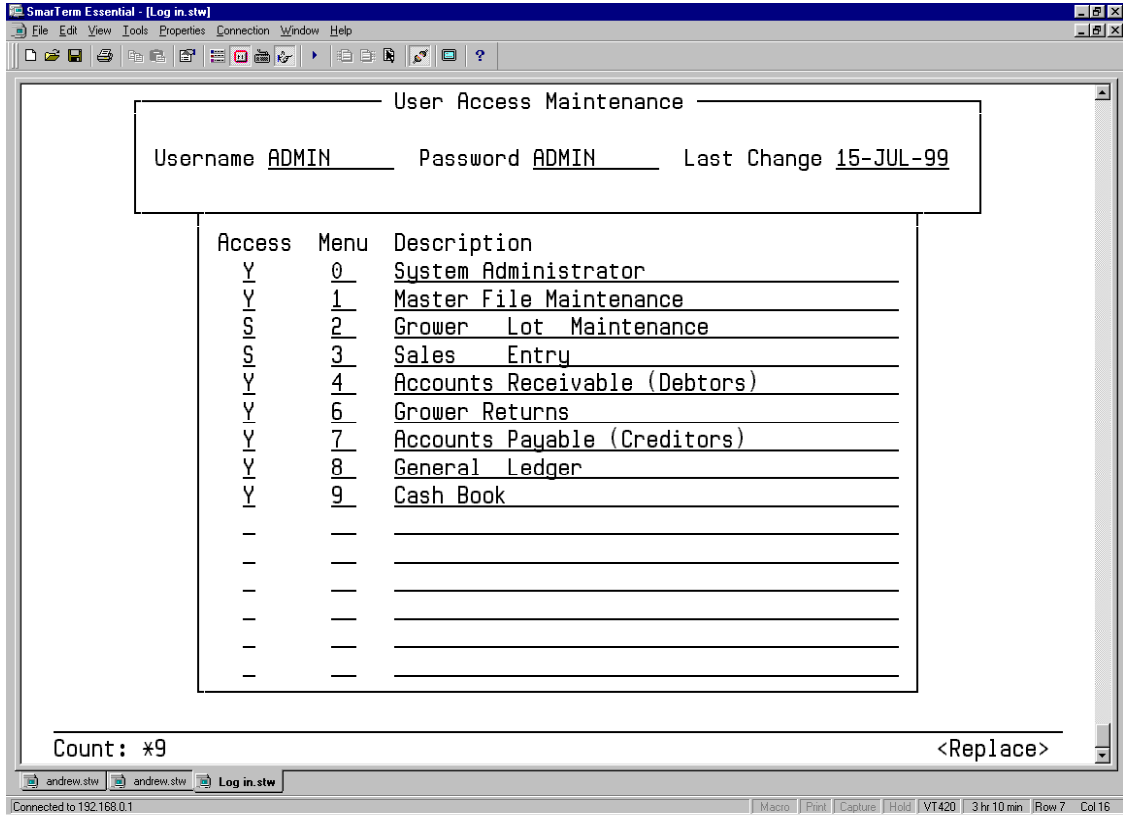 SmarTerm Essential - [Log in.stw]
File Edit View Tools Properties Connection Window Help
User Access Maintenance
Username ADMIN Password ADMIN Last Change 15-JUL-99
Access Menu Description
Y 0 System Administrator
Y 1 Master File Maintenance
S 2 Grower Lot Maintenance
S 3 Sales Entry
Y 4 Accounts Receivable (Debtors)
Y 6 Grower Returns
Y 7 Accounts Payable (Creditors)
Y 8 General Ledger
Y 9 Cash Book
Count: *9 <Replace>
andrew.stw andrew.stw Log in.stw
Connected to 192.168.0.1 Macro Print Capture Hold VT420 3 hr 10 min Row 7 Col 16